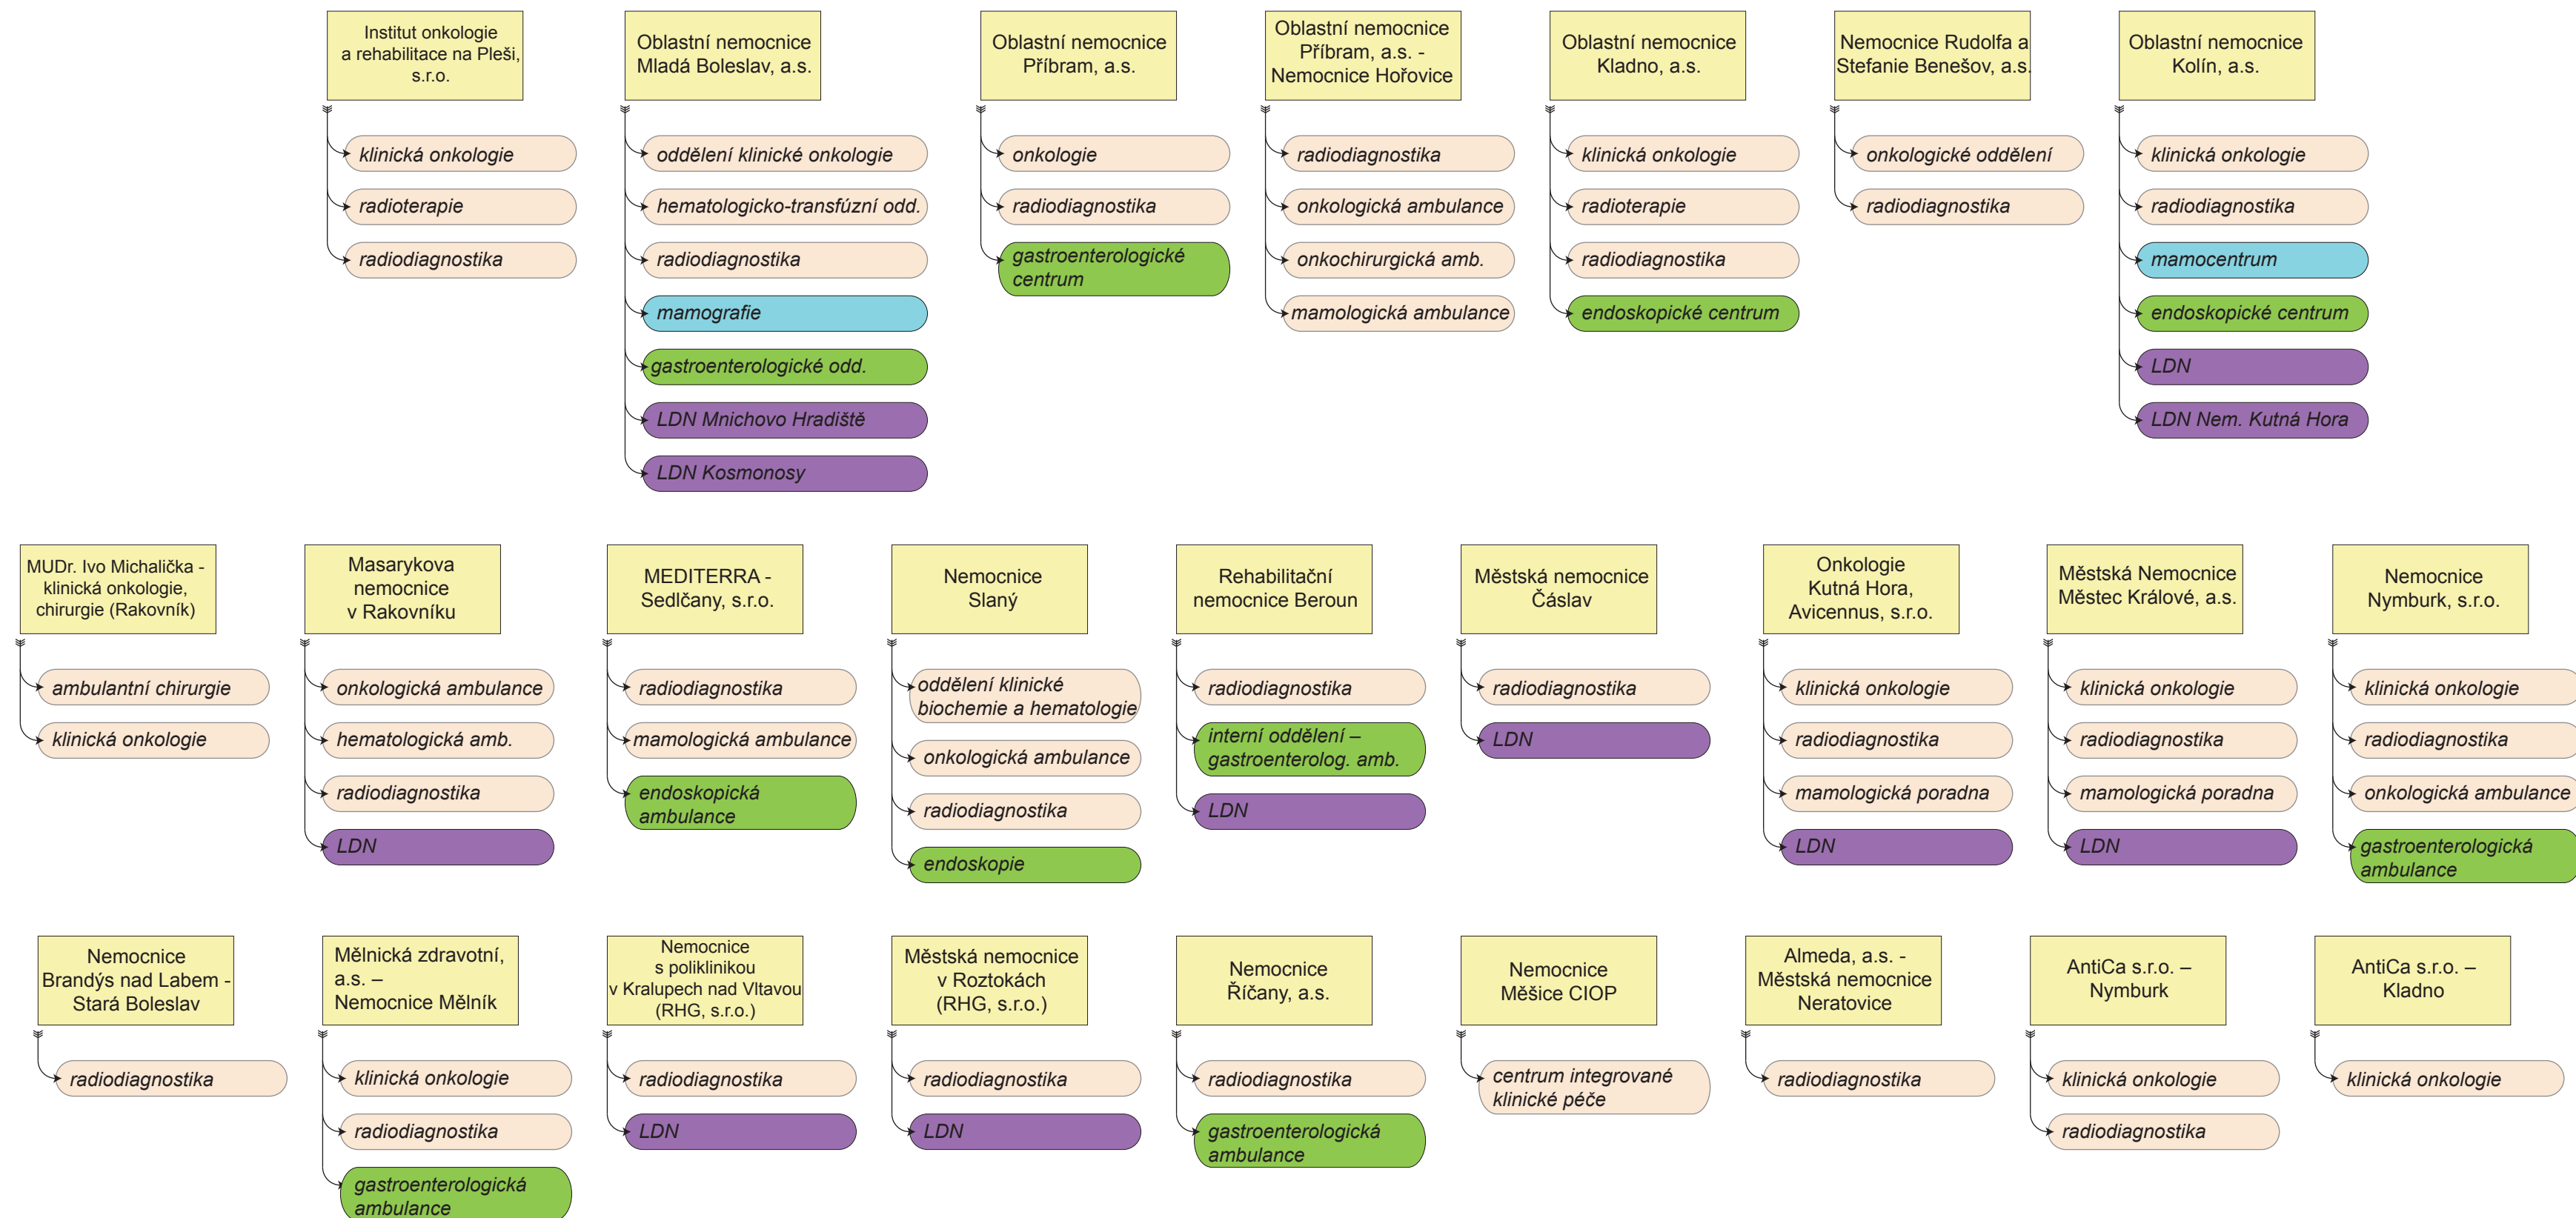 Institut onkologie
a rehabilitace na Pleši,
s.r.o.
klinická onkologie
radioterapie
radiodiagnostika
Oblastní nemocnice
Mladá Boleslav, a.s.
oddělení klinické onkologie
hematologicko-transfúzní odd.
radiodiagnostika
mamografie
gastroenterologické odd.
LDN Mnichovo Hradiště
LDN Kosmonosy
Oblastní nemocnice
Příbram, a.s.
onkologie
radiodiagnostika
gastroenterologické
centrum
Oblastní nemocnice
Příbram, a.s. -
Nemocnice Hořovice
radiodiagnostika
onkologická ambulance
onkochirurgická amb.
mamologická ambulance
Oblastní nemocnice
Kladno, a.s.
klinická onkologie
radioterapie
radiodiagnostika
endoskopické centrum
Nemocnice Rudolfa a
Stefanie Benešov, a.s.
onkologické oddělení
radiodiagnostika
Oblastní nemocnice
Kolín, a.s.
klinická onkologie
radiodiagnostika
mamocentrum
endoskopické centrum
LDN
LDN Nem. Kutná Hora
MUDr. Ivo Michalička -
klinická onkologie,
chirurgie (Rakovník)
ambulantní chirurgie
klinická onkologie
Masarykova
nemocnice
v Rakovníku
onkologická ambulance
hematologická amb.
radiodiagnostika
LDN
MEDITERRA -
Sedlčany, s.r.o.
radiodiagnostika
mamologická ambulance
endoskopická
ambulance
Nemocnice
Slaný
oddělení klinické
biochemie a hematologie
onkologická ambulance
radiodiagnostika
endoskopie
Rehabilitační
nemocnice Beroun
radiodiagnostika
interní oddělení –
gastroenterolog. amb.
LDN
Městská nemocnice
Čáslav
radiodiagnostika
LDN
Onkologie
Kutná Hora,
Avicennus, s.r.o.
klinická onkologie
radiodiagnostika
mamologická poradna
LDN
Městská Nemocnice
Městec Králové, a.s.
klinická onkologie
radiodiagnostika
mamologická poradna
LDN
Nemocnice
Nymburk, s.r.o.
klinická onkologie
radiodiagnostika
onkologická ambulance
gastroenterologická
ambulance
Nemocnice
Brandýs nad Labem -
Stará Boleslav
radiodiagnostika
Mělnická zdravotní,
a.s. –
Nemocnice Mělník
klinická onkologie
radiodiagnostika
gastroenterologická
ambulance
Nemocnice
s poliklinikou
v Kralupech nad Vltavou
(RHG, s.r.o.)
radiodiagnostika
LDN
Městská nemocnice
v Roztokách
(RHG, s.r.o.)
radiodiagnostika
LDN
Nemocnice
Říčany, a.s.
radiodiagnostika
gastroenterologická
ambulance
Nemocnice
Měšice CIOP
centrum integrované
klinické péče
Almeda, a.s. -
Městská nemocnice
Neratovice
radiodiagnostika
AntiCa s.r.o. –
Nymburk
klinická onkologie
radiodiagnostika
AntiCa s.r.o. –
Kladno
klinická onkologie